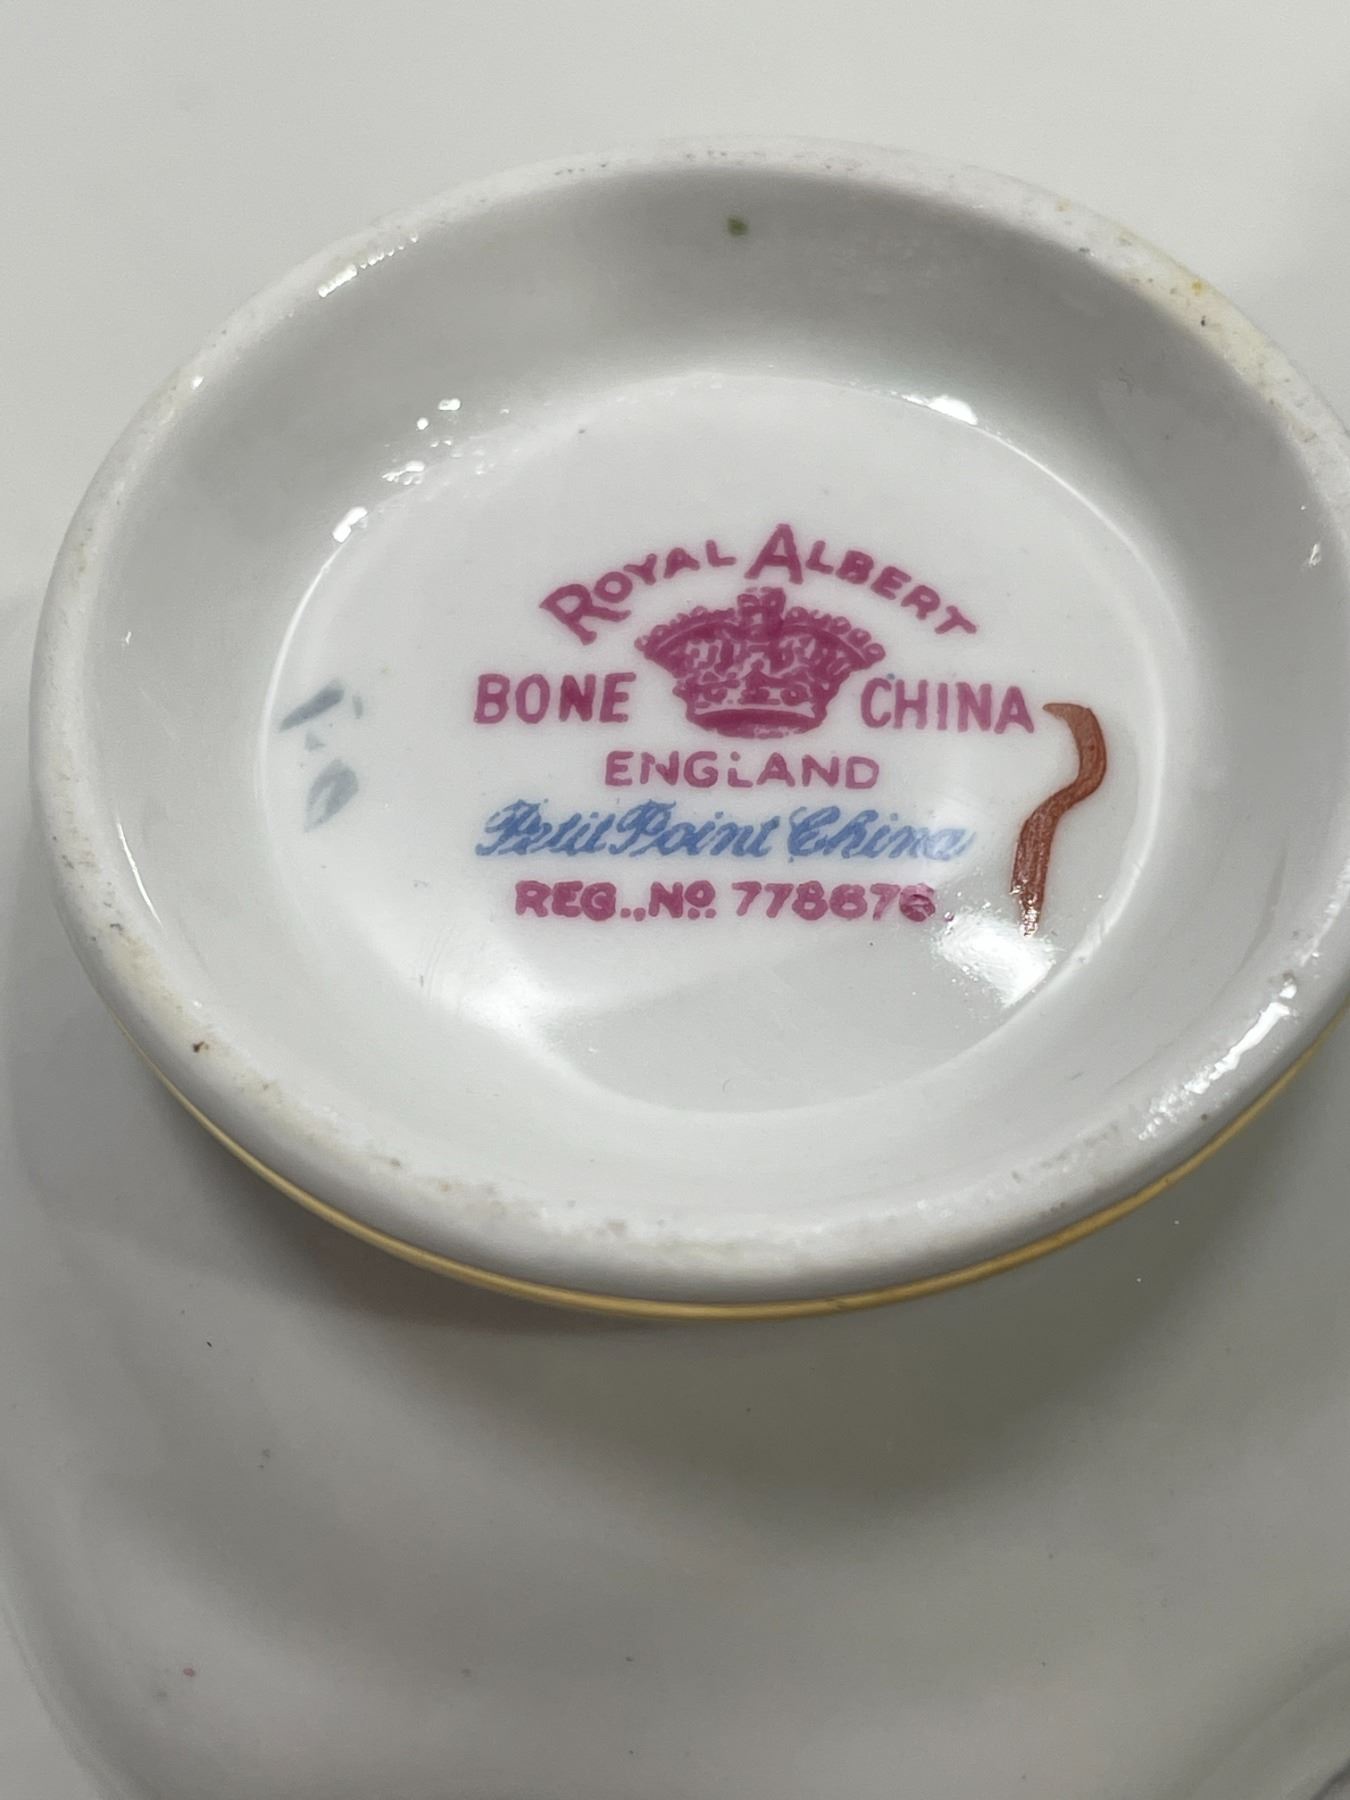 ROYAL ALBERT
BONE CHINA
ENGLAND
Petit Point China
REG..No. 778676.